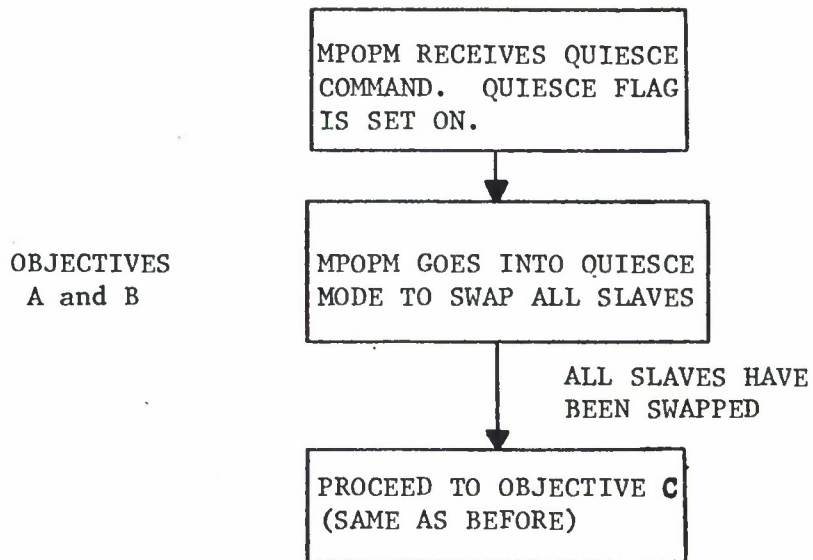 MPOPM RECEIVES QUIESCE
COMMAND. QUIESCE FLAG
IS SET ON.
OBJECTIVES
A and B
MPOPM GOES INTO QUIESCE
MODE TO SWAP ALL SLAVES
ALL SLAVES HAVE
BEEN SWAPPED
PROCEED TO OBJECTIVE C
(SAME AS BEFORE)